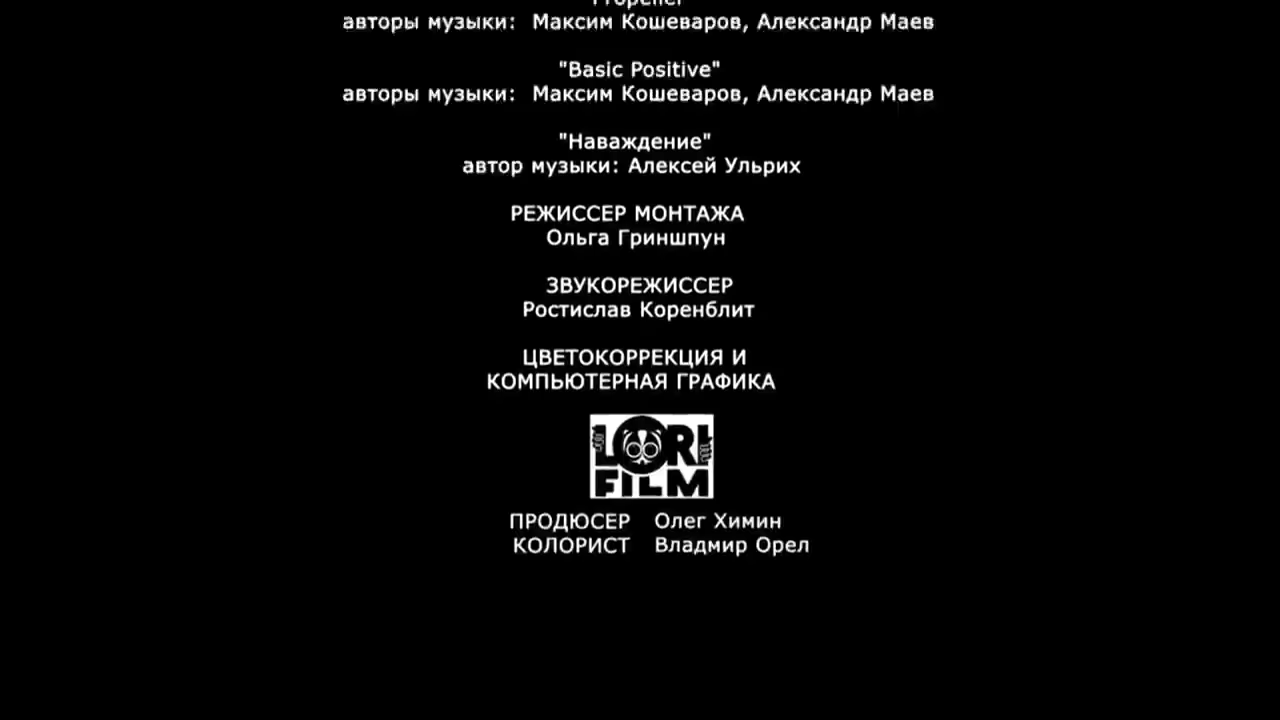 Propeller
авторы музыки: Максим Кошеваров, Александр Маев
"Basic Positive"
авторы музыки: Максим Кошеваров, Александр Маев
"Наваждение"
автор музыки: Алексей Ульрих
РЕЖИССЕР МОНТАЖА
Ольга Гриншпун
ЗВУКОРЕЖИССЕР
Ростислав Коренблит
ЦВЕТОКОРРЕКЦИЯ И
КОМПЬЮТЕРНАЯ ГРАФИКА
LORI
FILM
ПРОДЮСЕР Олег Химин
КОЛОРИСТ Владмир Орел